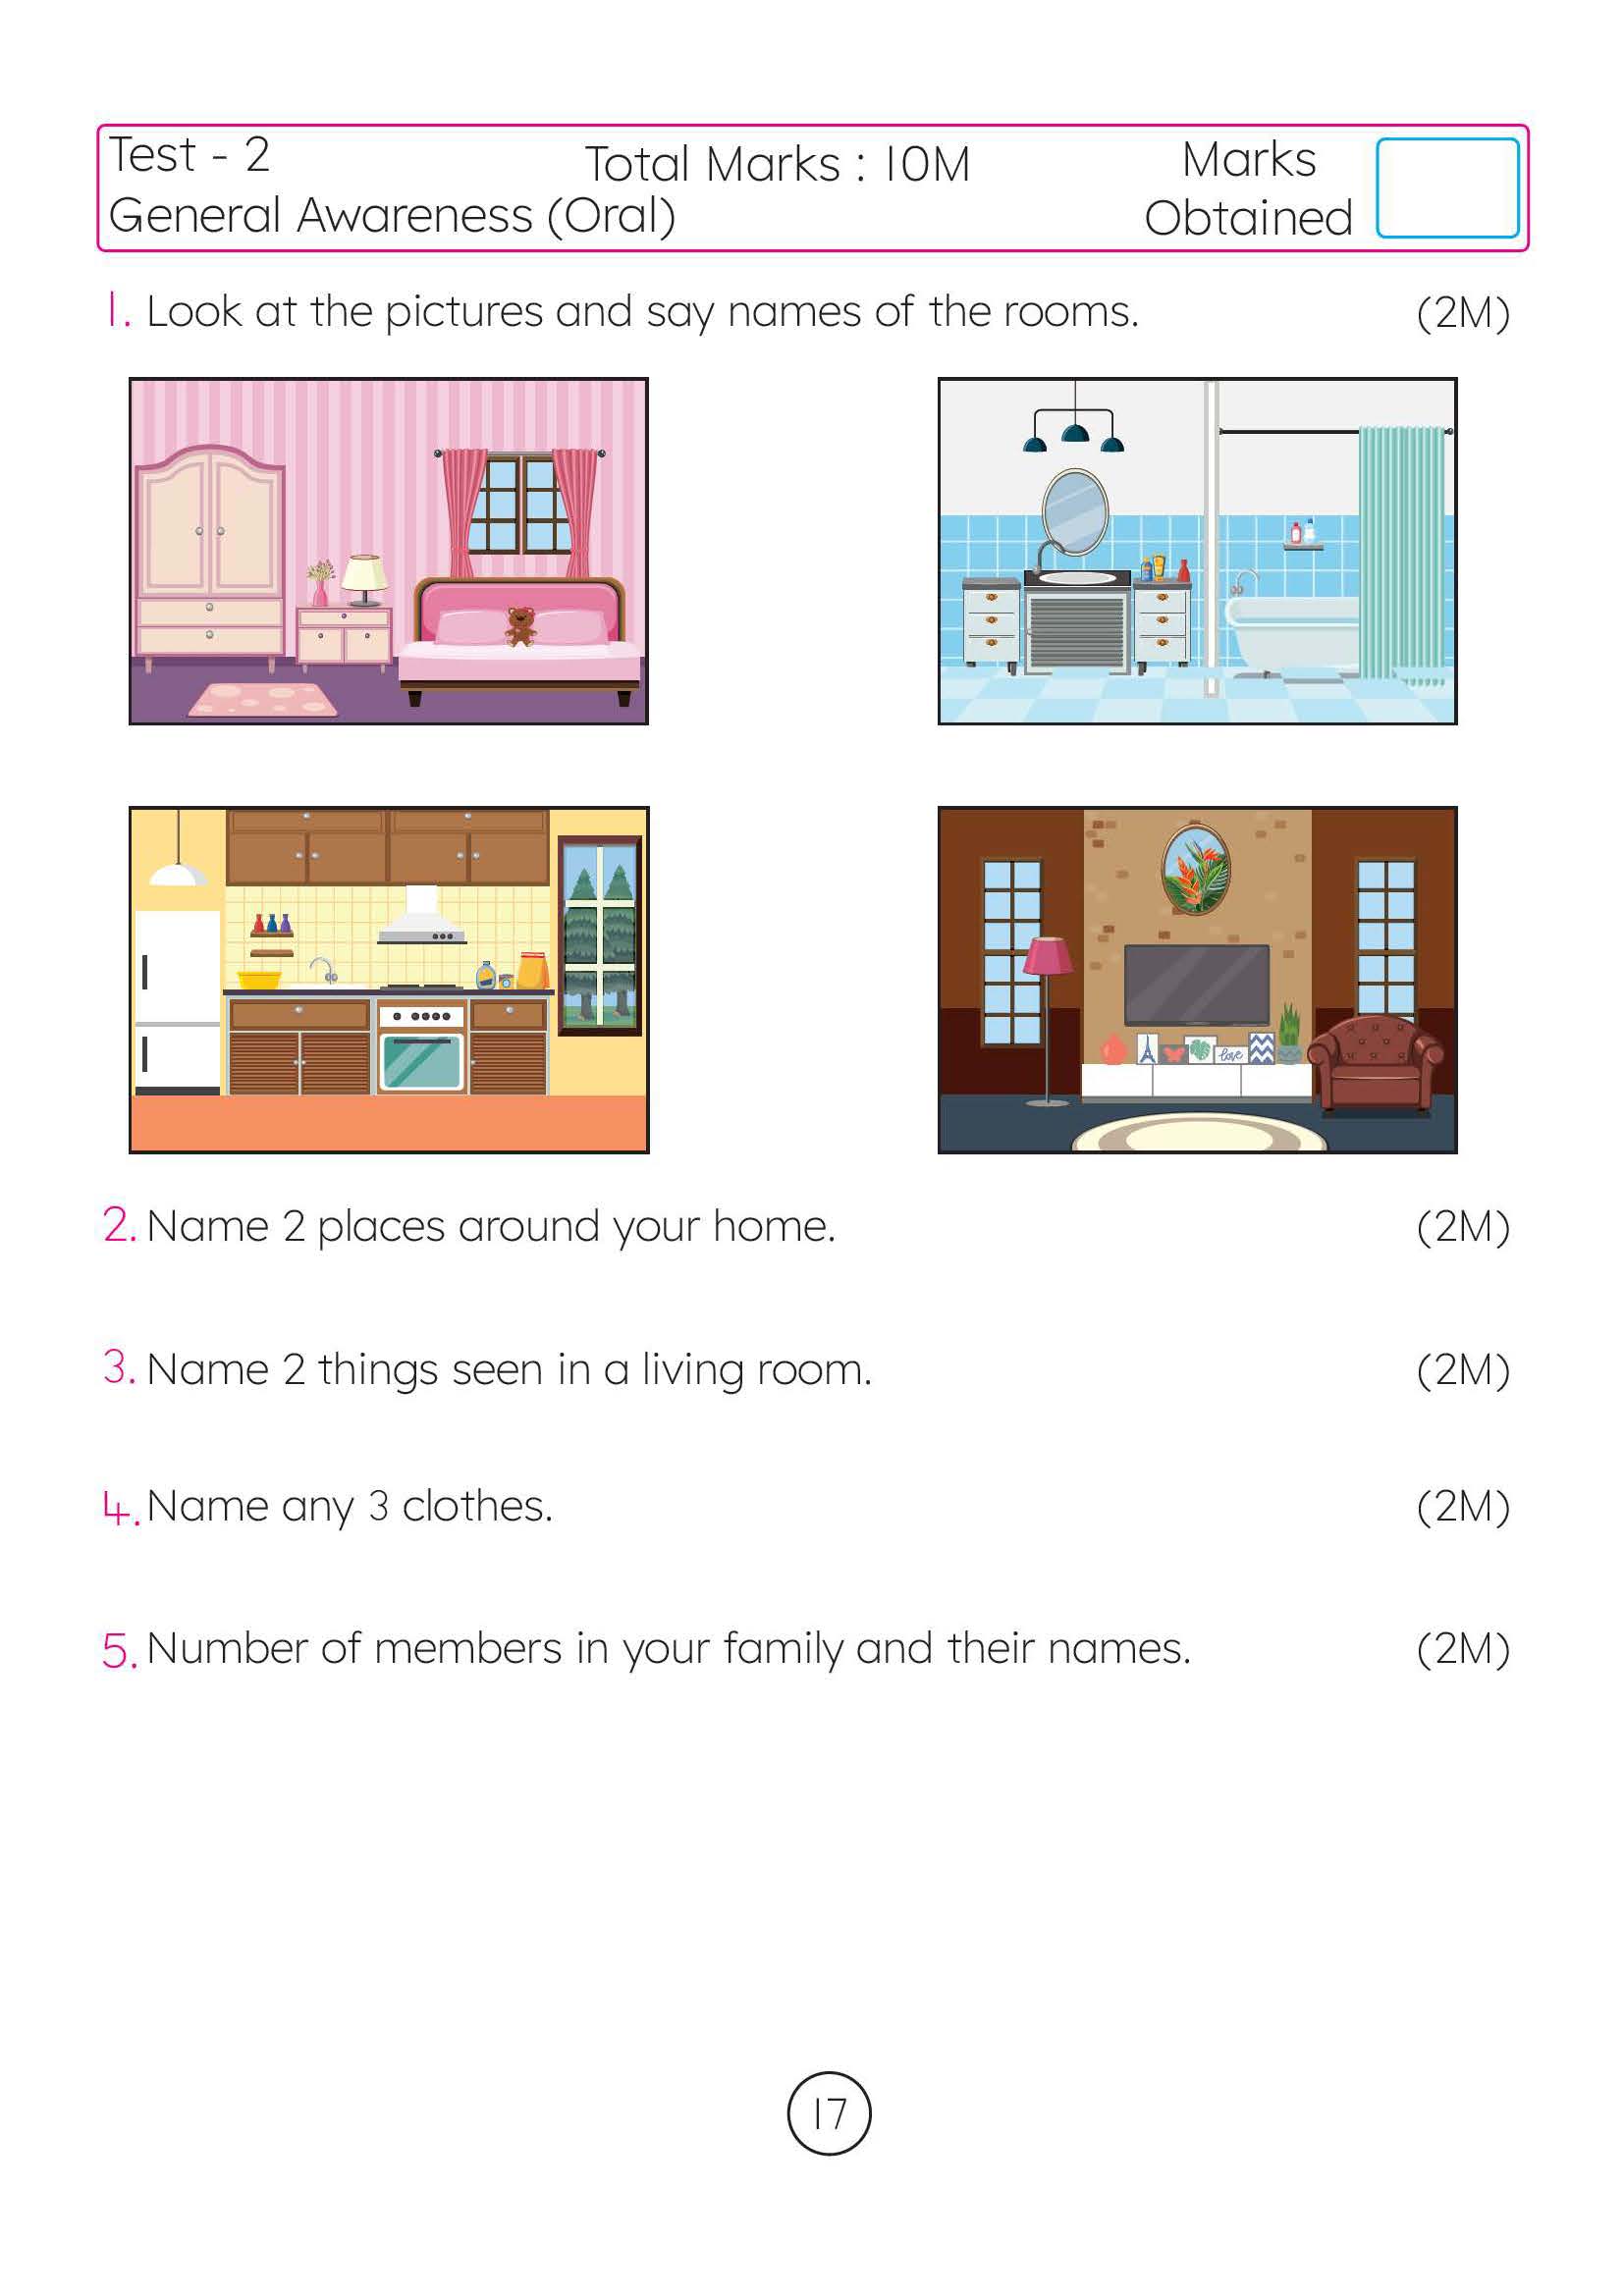 Test - 2
General Awareness (Oral)
Total Marks : 10M
Marks
Obtained
1. Look at the pictures and say names of the rooms. (2M)
love
2. Name 2 places around your home. (2M)
3. Name 2 things seen in a living room. (2M)
4. Name any 3 clothes. (2M)
5. Number of members in your family and their names. (2M)
17